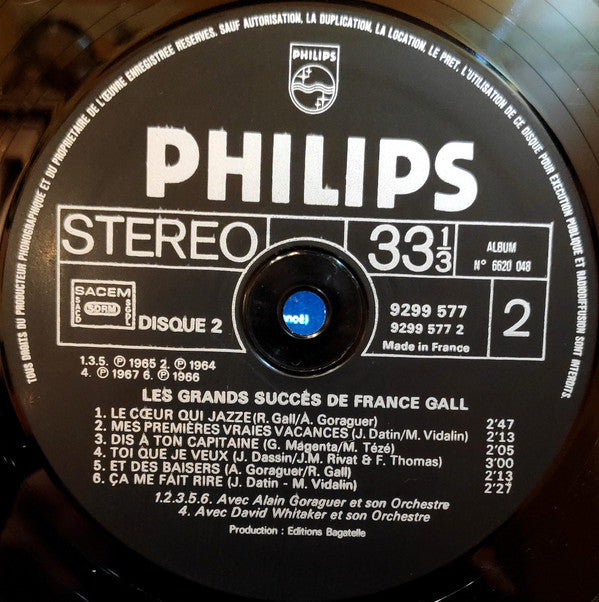 TOUS DROITS DU PRODUCTEUR PHONOGRAPHIQUE ET DU PROPRIETAIRE DE L'ŒUVRE ENREGISTRÉE RESERVES. SAUF AUTORISATION, LA DUPLICATION, LA LOCATION, LE PRET, L'UTILISATION DE CE DISQUE POUR EXECUTION PUBLIQUE ET RADIODIFFUSION SONT INTERDITS.
PHILIPS
PHILIPS
STEREO
33 1/3
ALBUM
N° 6620 048
SACEM
SACD
SDRM
SGDL
DISQUE 2
noë)
9299 577
9299 577 2
Made in France
2
1.3.5. ℗ 1965 2. ℗ 1964
4. ℗ 1967 6. ℗ 1966
LES GRANDS SUCCÈS DE FRANCE GALL
1. LE CŒUR QUI JAZZE (R. Gall/A. Goraguer) 2'47
2. MES PREMIÈRES VRAIES VACANCES (J. Datin/M. Vidalin) 2'13
3. DIS À TON CAPITAINE (G. Magenta/M. Tézé) 2'05
4. TOI QUE JE VEUX (J. Dassin/J.M. Rivat & F. Thomas) 3'00
5. ET DES BAISERS (A. Goraguer/R. Gall) 2'13
6. ÇA ME FAIT RIRE (J. Datin - M. Vidalin) 2'27
1.2.3.5.6. Avec Alain Goraguer et son Orchestre
4. Avec David Whitaker et son Orchestre
Production : Editions Bagatelle